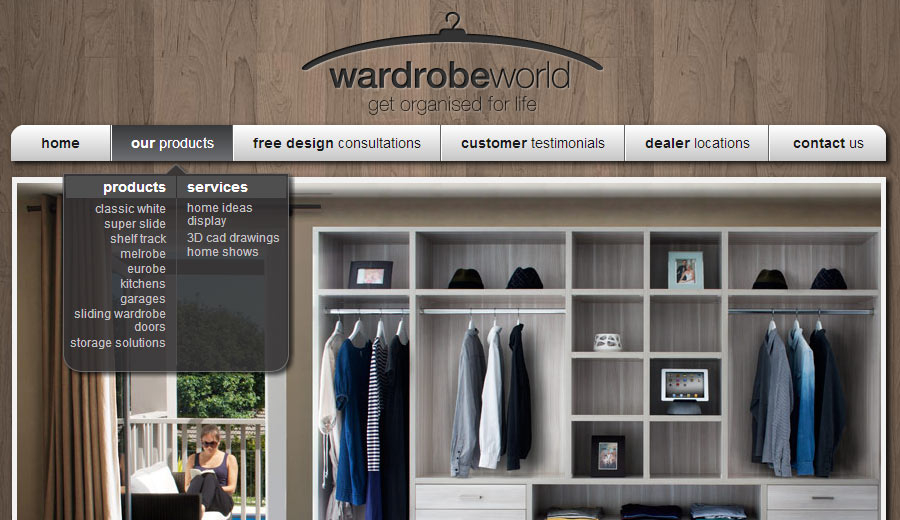 wardrobeworld
get organised for life
home
our products
free design consultations
customer testimonials
dealer locations
contact us
products
classic white
super slide
shelf track
melrobe
eurobe
kitchens
garages
sliding wardrobe
doors
storage solutions
services
home ideas
display
3D cad drawings
home shows